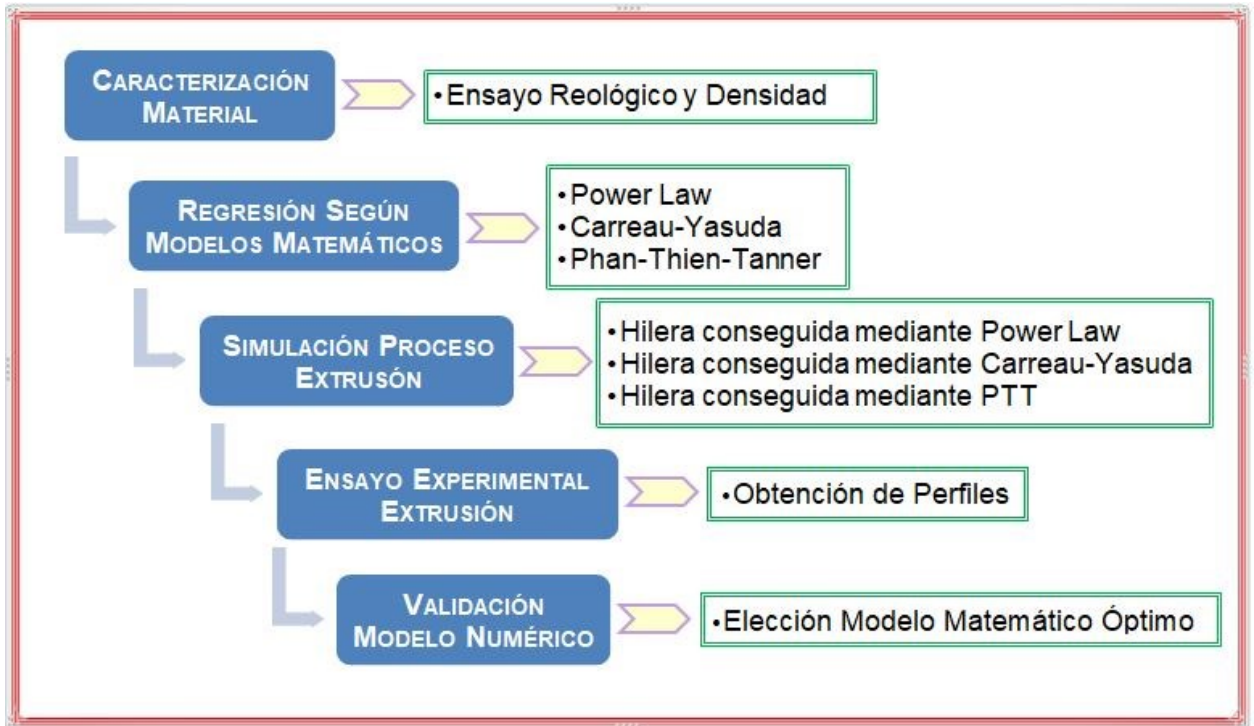 CARACTERIZACIÓN
MATERIAL
•Ensayo Reológico y Densidad
REGRESIÓN SEGÚN
MODELOS MATEMÁTICOS
•Power Law
•Carreau-Yasuda
•Phan-Thien-Tanner
SIMULACIÓN PROCESO
EXTRUSÓN
•Hilera conseguida mediante Power Law
•Hilera conseguida mediante Carreau-Yasuda
•Hilera conseguida mediante PTT
ENSAYO EXPERIMENTAL
EXTRUSIÓN
•Obtención de Perfiles
VALIDACIÓN
MODELO NUMÉRICO
•Elección Modelo Matemático Óptimo